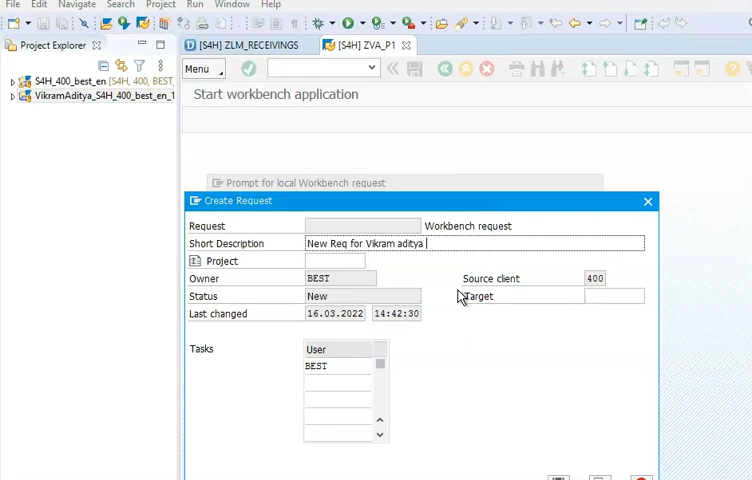 File Edit Navigate Search Project Run Window Help
Project Explorer
[S4H] ZLM_RECEIVINGS
[S4H] ZVA_P1
S4H_400_best_en [S4H, 400, BEST,
VikramAditya_S4H_400_best_en_1
Menu
Start workbench application
Prompt for local Workbench request
Create Request
Request
Workbench request
Short Description
New Req for Vikram aditya
Project
Owner
BEST
Source client
400
Status
New
Target
Last changed
16.03.2022
14:42:30
Tasks
User
BEST